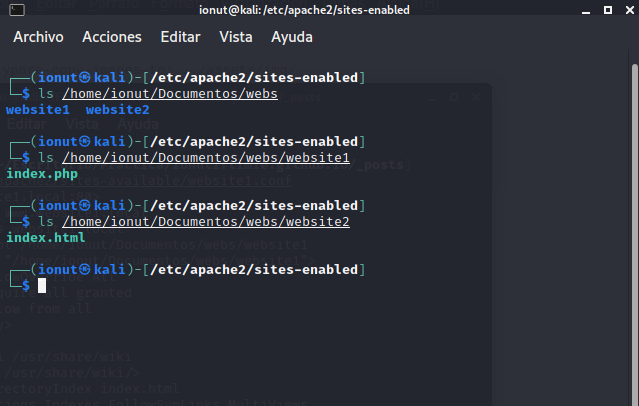 ionut@kali:/etc/apache2/sites-enabled
Archivo Acciones Editar Vista Ayuda
┌──(ionut㉿kali)-[/etc/apache2/sites-enabled]
└─$ ls /home/ionut/Documentos/webs
website1 website2
┌──(ionut㉿kali)-[/etc/apache2/sites-enabled]
└─$ ls /home/ionut/Documentos/webs/website1
index.php
┌──(ionut㉿kali)-[/etc/apache2/sites-enabled]
└─$ ls /home/ionut/Documentos/webs/website2
index.html
┌──(ionut㉿kali)-[/etc/apache2/sites-enabled]
└─$